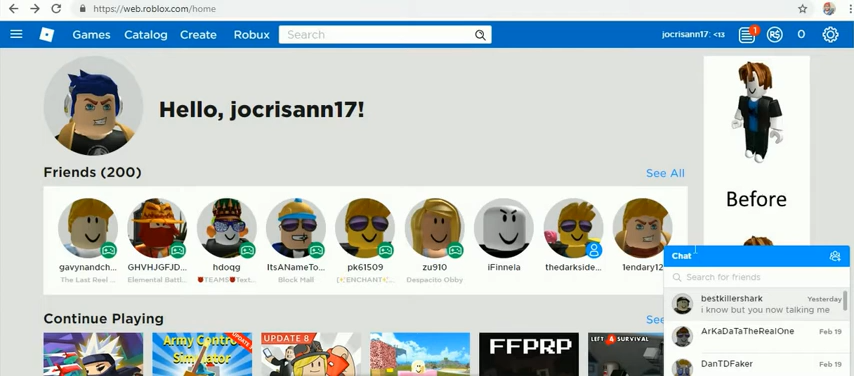 https://web.roblox.com/home
Games Catalog Create Robux Search jocrisann17: <13 1 R$ 0
Hello, jocrisann17!
Before
Friends (200)
See All
gavynandch... GHVHJGFJD... hdoqg ItsANameTo... pk61509 zu910 iFinnela thedarkside... 1endary12
The Last Reel ... Elemental Battl... Block Mall Despacito Obby
Chat
Search for friends
bestkillershark Yesterday
i know but you now talking me
ArKaDaTaTheRealOne Feb 19
DanTDFaker Feb 19
Continue Playing
See
Army Control Simulator
UPDATE 8
FFPRP
LEFT 4 SURVIVAL